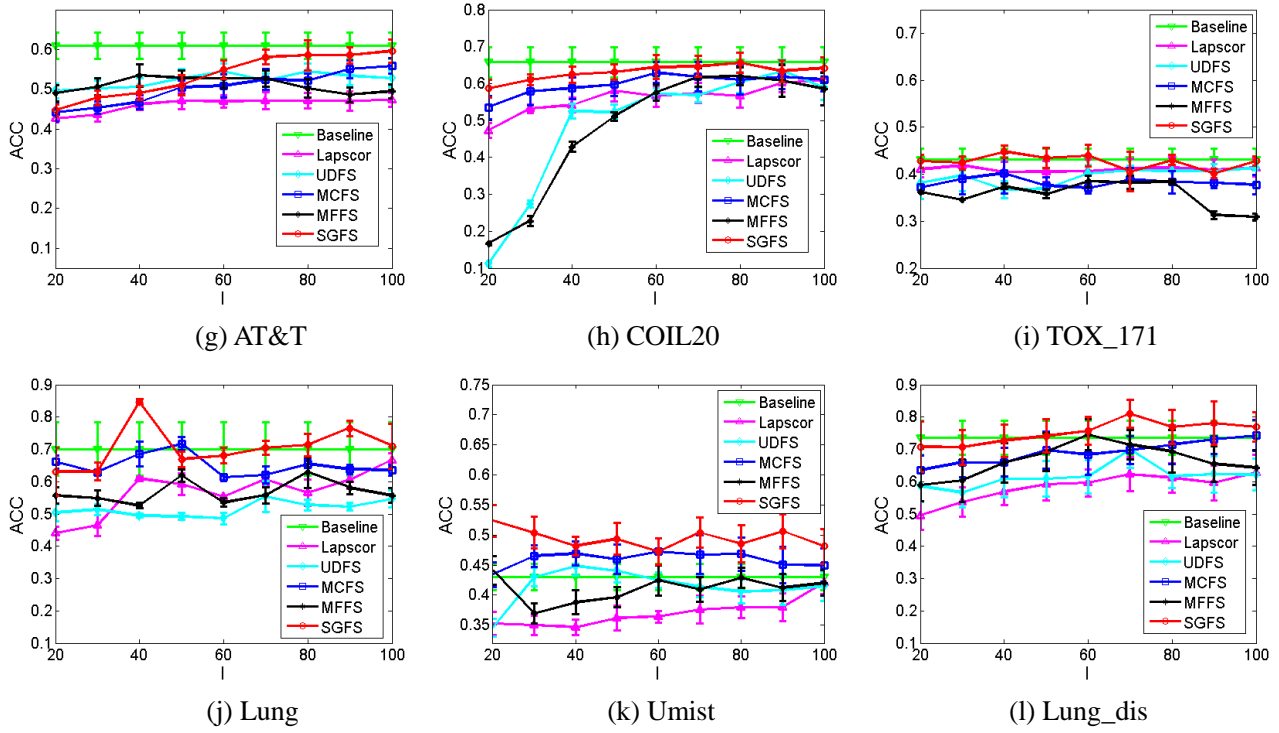 0.6
0.5
0.4
0.3
0.2
0.1
ACC
20
40
60
80
100
l
Baseline
Lapscor
UDFS
MCFS
MFFS
SGFS
(g) AT&T
0.8
0.7
0.6
0.5
0.4
0.3
0.2
0.1
ACC
20
40
60
80
100
l
Baseline
Lapscor
UDFS
MCFS
MFFS
SGFS
(h) COIL20
0.7
0.6
0.5
0.4
0.3
0.2
ACC
20
40
60
80
100
l
Baseline
Lapscor
UDFS
MCFS
MFFS
SGFS
(i) TOX_171
0.9
0.8
0.7
0.6
0.5
0.4
0.3
0.2
0.1
ACC
20
40
60
80
100
l
Baseline
Lapscor
UDFS
MCFS
MFFS
SGFS
(j) Lung
0.75
0.7
0.65
0.6
0.55
0.5
0.45
0.4
0.35
ACC
20
40
60
80
100
l
Baseline
Lapscor
UDFS
MCFS
MFFS
SGFS
(k) Umist
0.9
0.8
0.7
0.6
0.5
0.4
0.3
0.2
0.1
ACC
20
40
60
80
100
l
Baseline
Lapscor
UDFS
MCFS
MFFS
SGFS
(l) Lung_dis